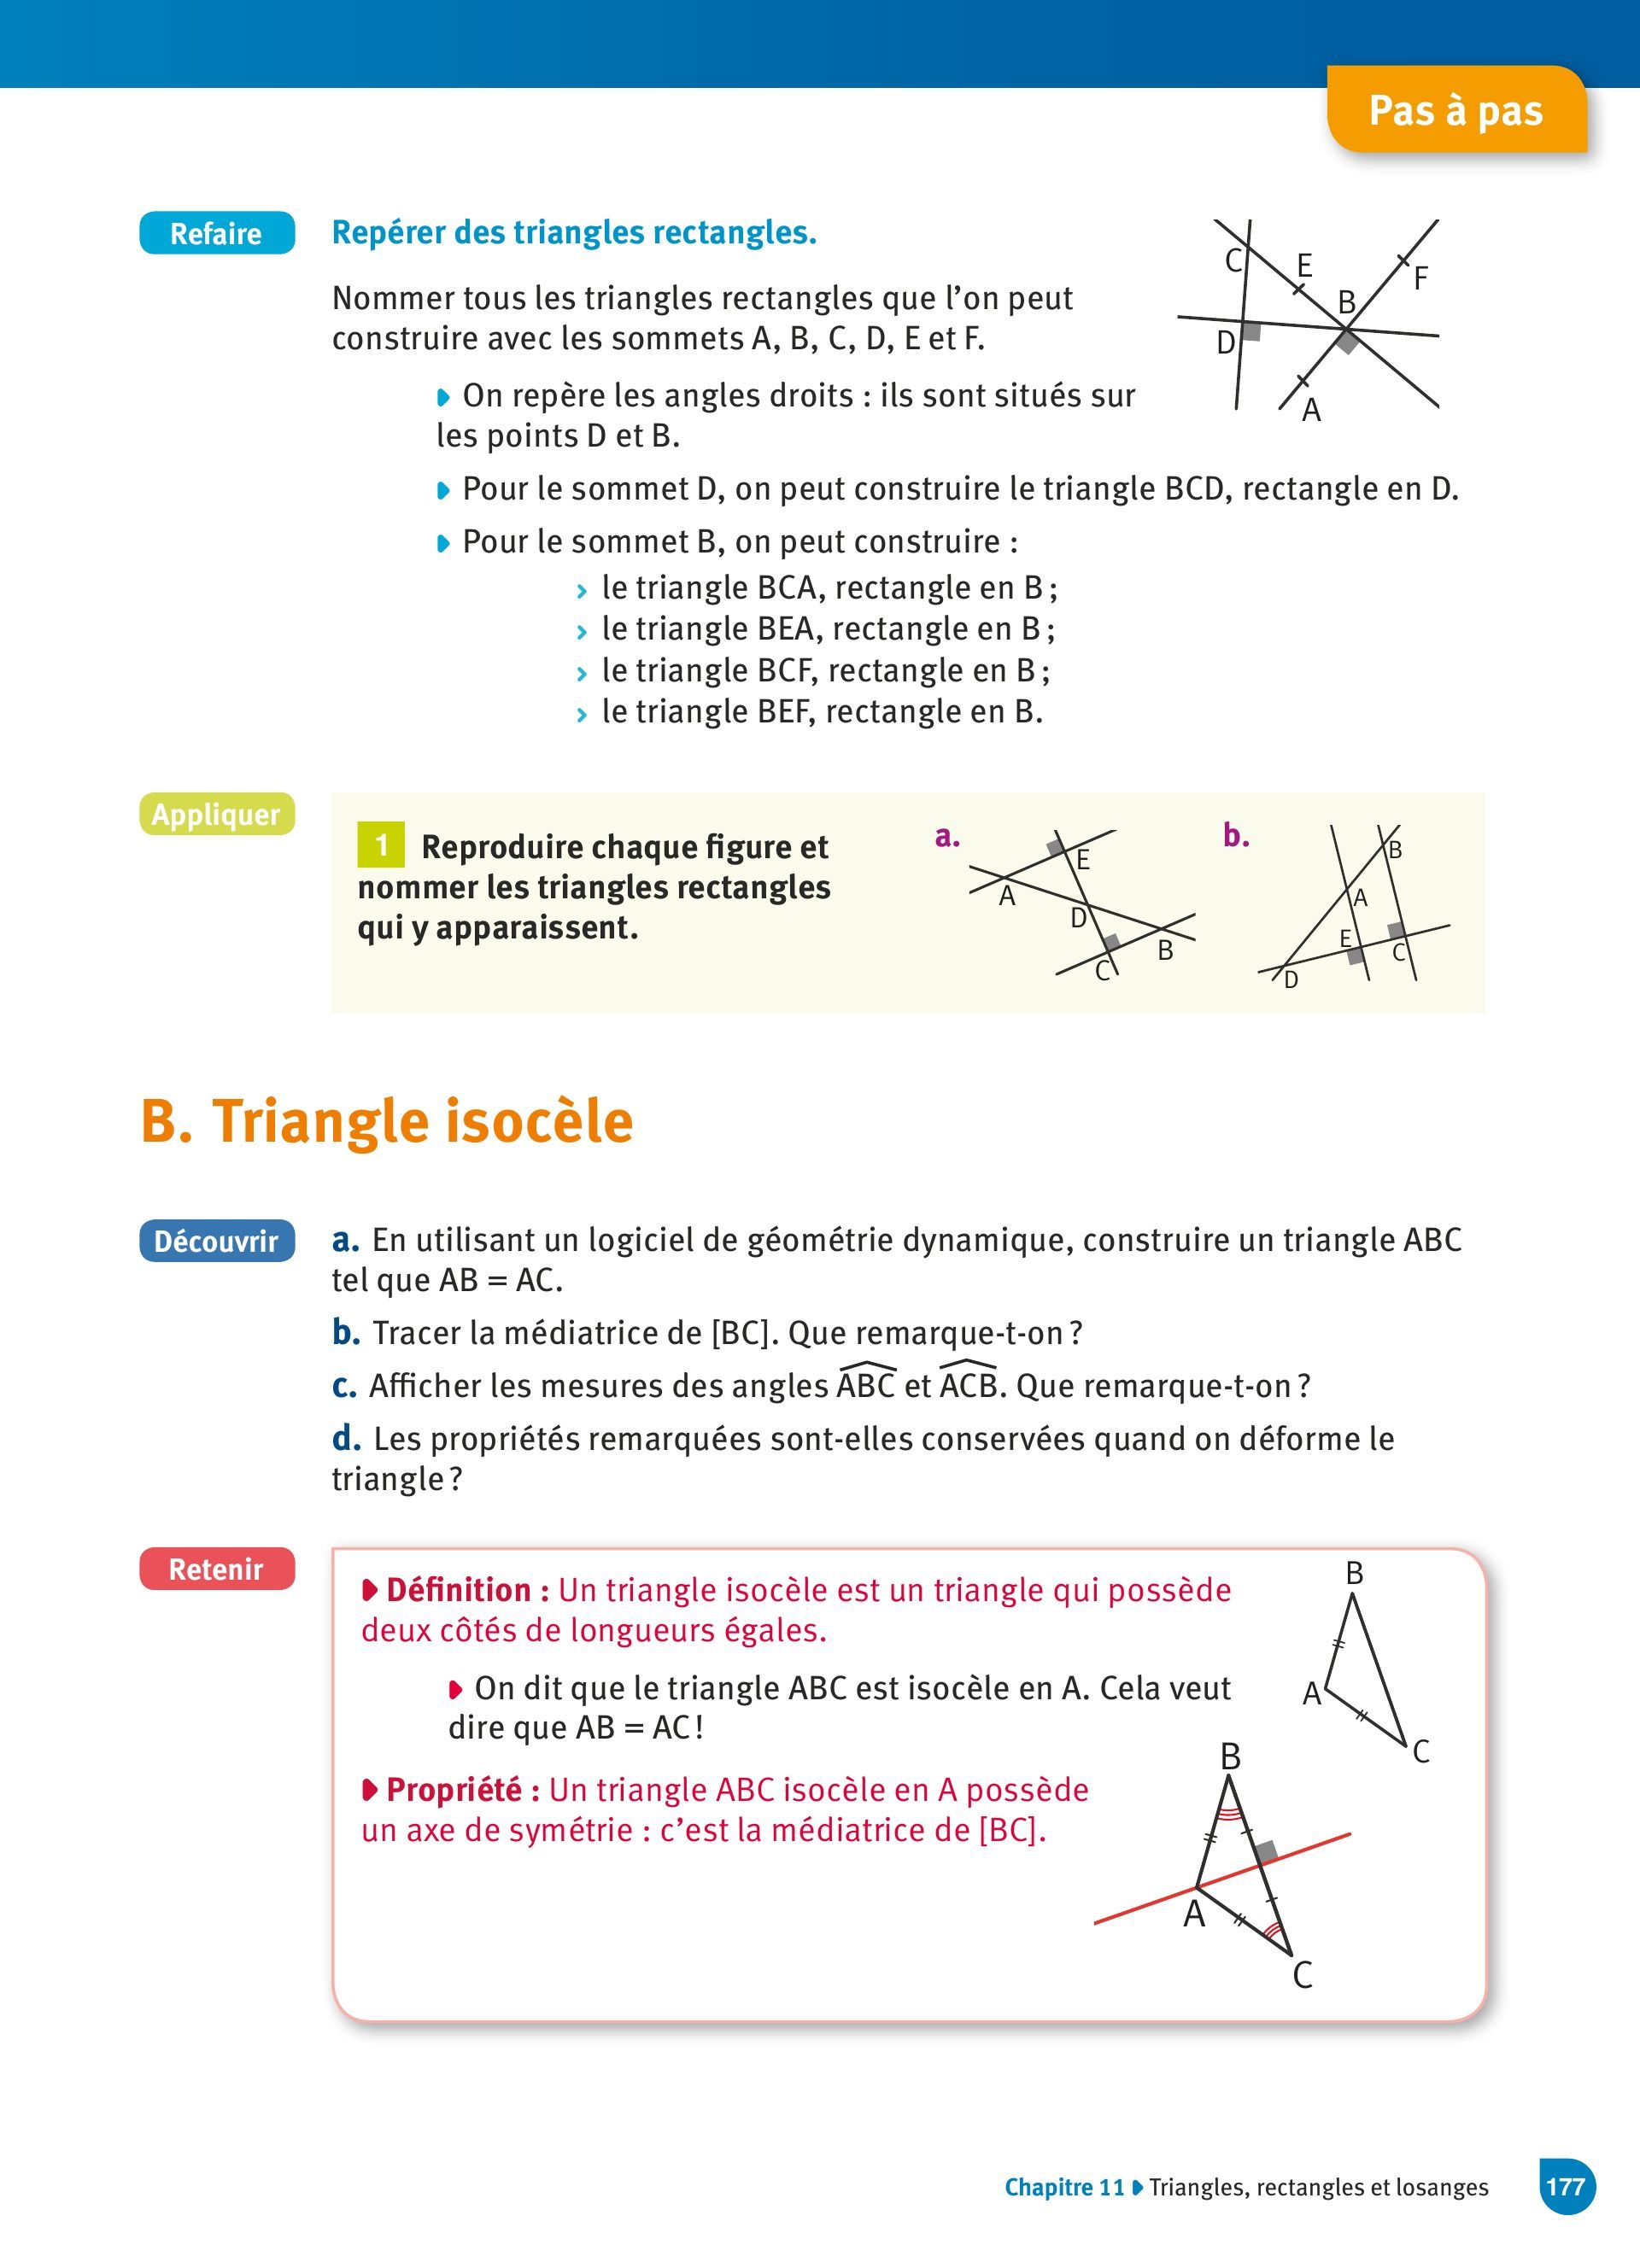 Pas à pas
Refaire
Repérer des triangles rectangles.
Nommer tous les triangles rectangles que l’on peut
construire avec les sommets A, B, C, D, E et F.
C
E
F
B
D
A
On repère les angles droits : ils sont situés sur
les points D et B.
Pour le sommet D, on peut construire le triangle BCD, rectangle en D.
Pour le sommet B, on peut construire :
› le triangle BCA, rectangle en B ;
› le triangle BEA, rectangle en B ;
› le triangle BCF, rectangle en B ;
› le triangle BEF, rectangle en B.
Appliquer
1 Reproduire chaque figure et
nommer les triangles rectangles
qui y apparaissent.
a.
E
A
D
B
C
b.
B
A
E
C
D
B. Triangle isocèle
Découvrir
a. En utilisant un logiciel de géométrie dynamique, construire un triangle ABC
tel que AB = AC.
b. Tracer la médiatrice de [BC]. Que remarque-t-on ?
c. Afficher les mesures des angles ABC et ACB. Que remarque-t-on ?
d. Les propriétés remarquées sont-elles conservées quand on déforme le
triangle ?
Retenir
Définition : Un triangle isocèle est un triangle qui possède
deux côtés de longueurs égales.
On dit que le triangle ABC est isocèle en A. Cela veut
dire que AB = AC !
B
A
C
Propriété : Un triangle ABC isocèle en A possède
un axe de symétrie : c’est la médiatrice de [BC].
B
A
C
Chapitre 11 Triangles, rectangles et losanges
177